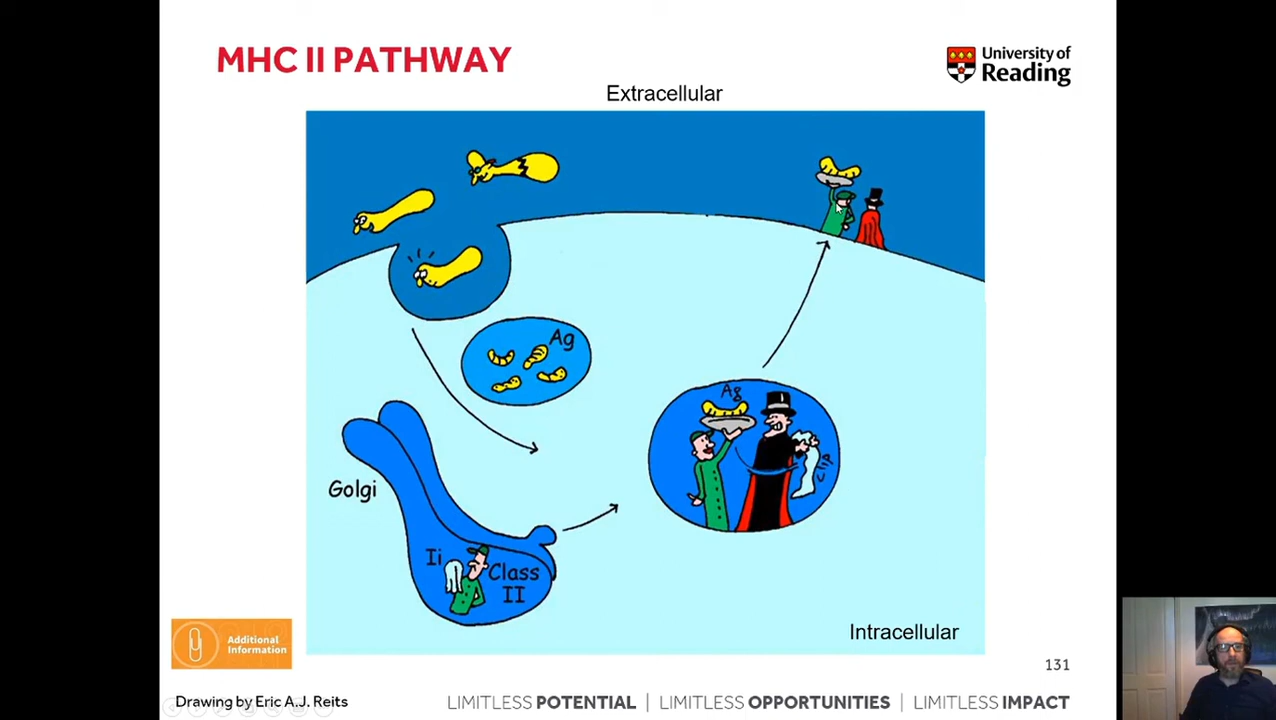 MHC II PATHWAY
University of
Reading
Extracellular
Ag
Ag
clip
Golgi
Ii
Class
II
Intracellular
Additional
Information
131
Drawing by Eric A.J. Reits
LIMITLESS POTENTIAL | LIMITLESS OPPORTUNITIES | LIMITLESS IMPACT